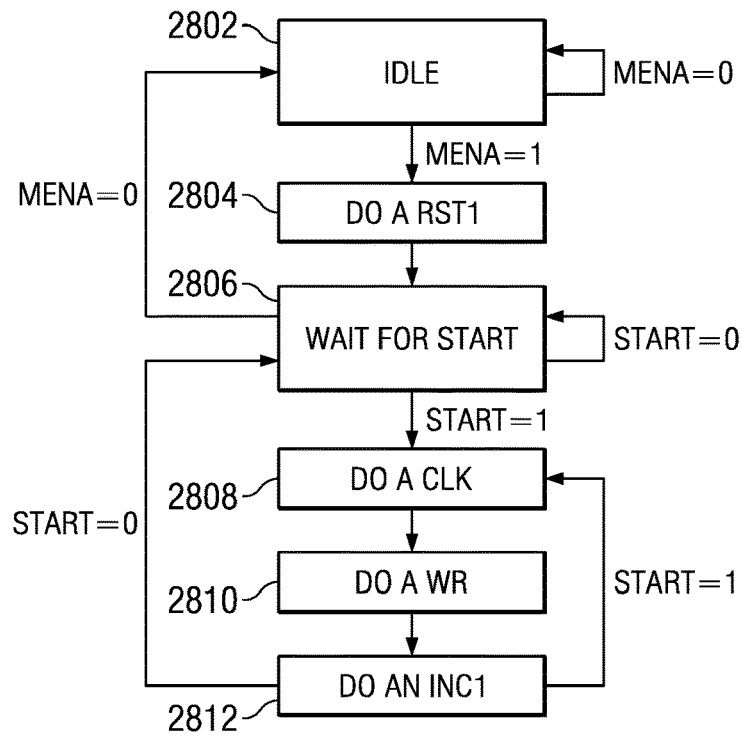 2802
IDLE
MENA=0
MENA=1
MENA=0
2804
DO A RST1
2806
WAIT FOR START
START=0
START=1
2808
DO A CLK
START=0
2810
DO A WR
START=1
2812
DO AN INC1